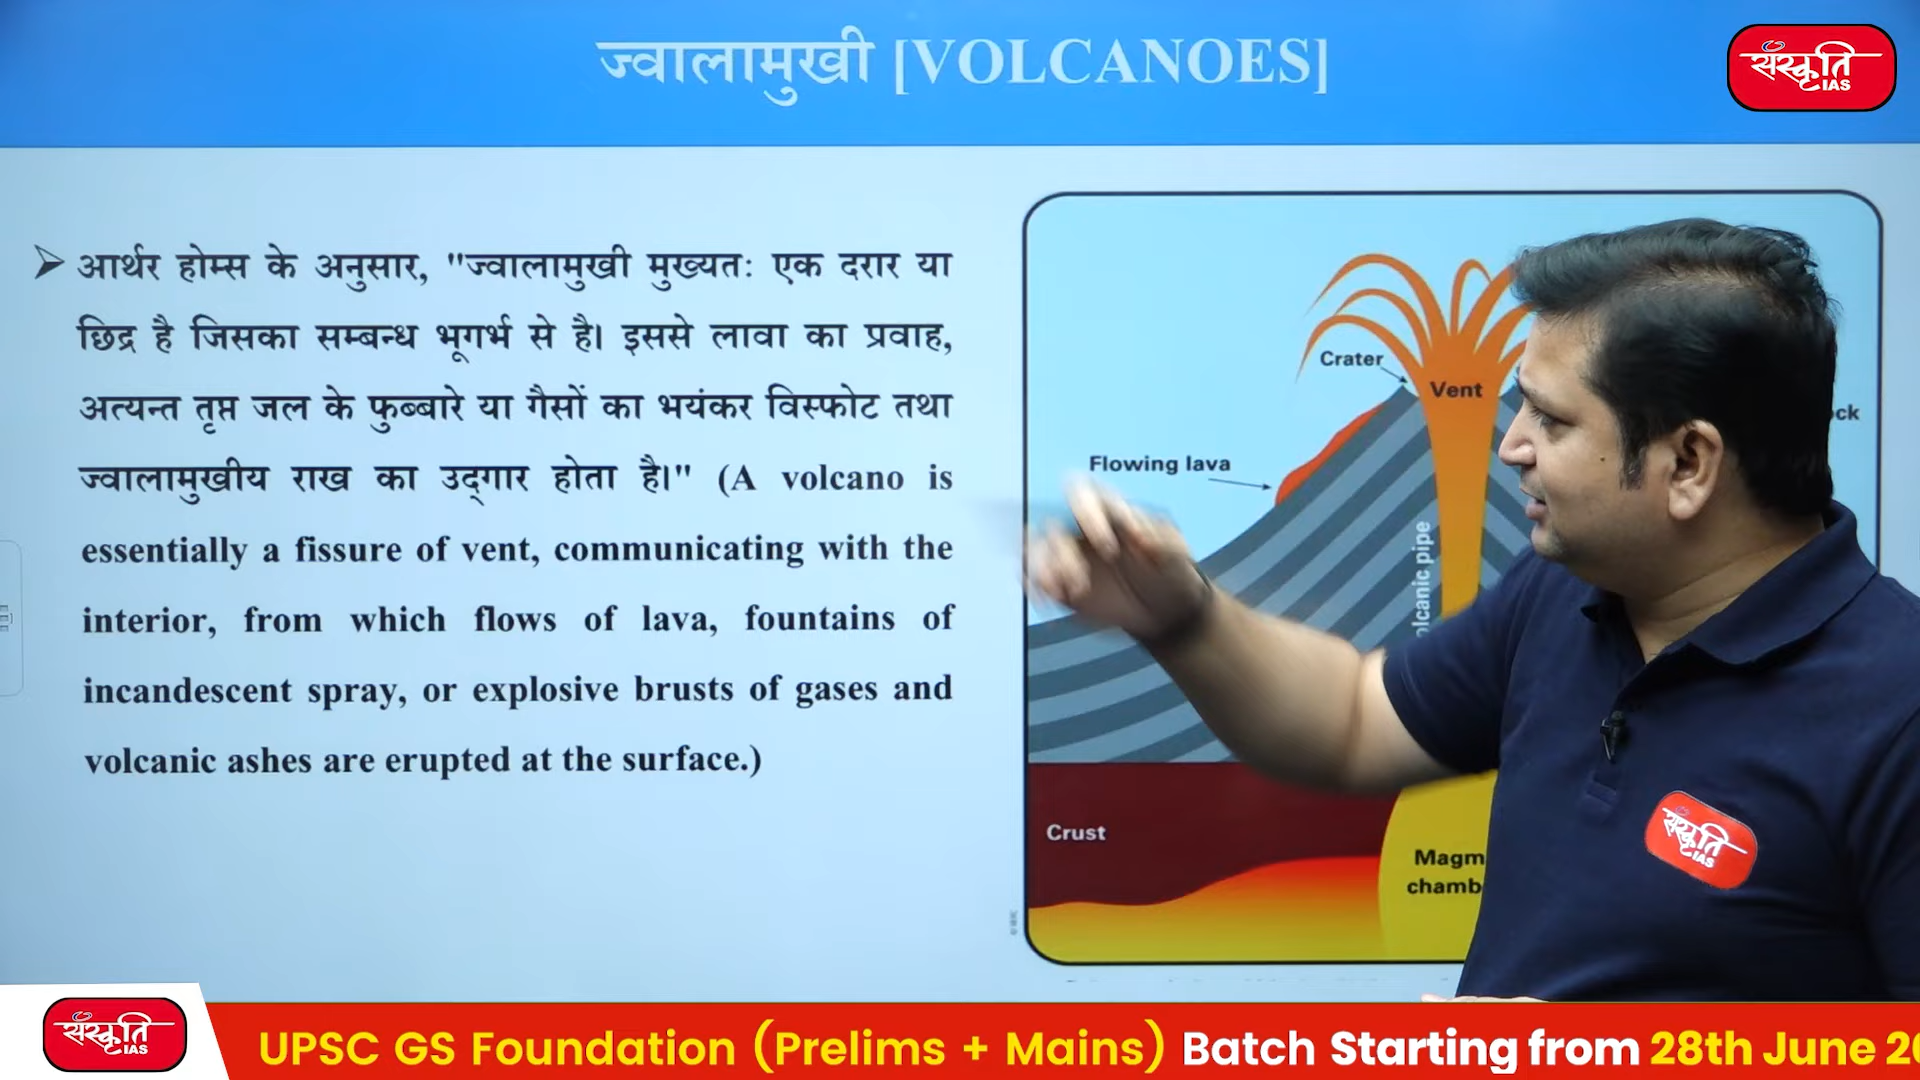 ज्वालामुखी [VOLCANOES]
संस्कृति
IAS
आर्थर होम्स के अनुसार, "ज्वालामुखी मुख्यतः एक दरार या
छिद्र है जिसका सम्बन्ध भूगर्भ से है। इससे लावा का प्रवाह,
अत्यन्त तृप्त जल के फुब्बारे या गैसों का भयंकर विस्फोट तथा
ज्वालामुखीय राख का उद्‌गार होता है।" (A volcano is
essentially a fissure of vent, communicating with the
interior, from which flows of lava, fountains of
incandescent spray, or explosive brusts of gases and
volcanic ashes are erupted at the surface.)
Crater
Vent
Flowing lava
pipe
Crust
संस्कृति
IAS
संस्कृति
IAS
UPSC GS Foundation (Prelims + Mains) Batch Starting from 28th June